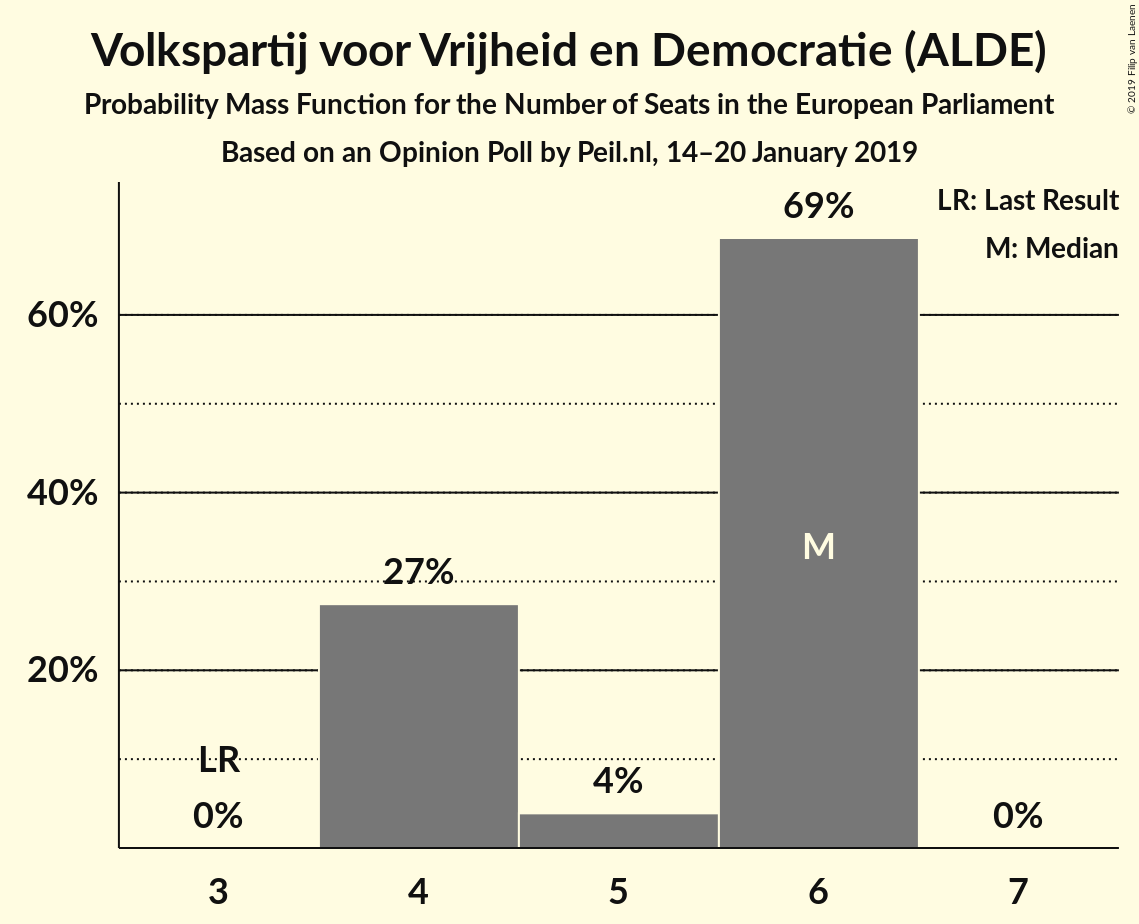 Volkspartij voor Vrijheid en Democratie (ALDE)
Probability Mass Function for the Number of Seats in the European Parliament
Based on an Opinion Poll by Peil.nl, 14–20 January 2019
© 2019 Filip van Laenen
LR: Last Result
M: Median
69%
60%
40%
M
27%
20%
LR
4%
0%
0%
3
4
5
6
7